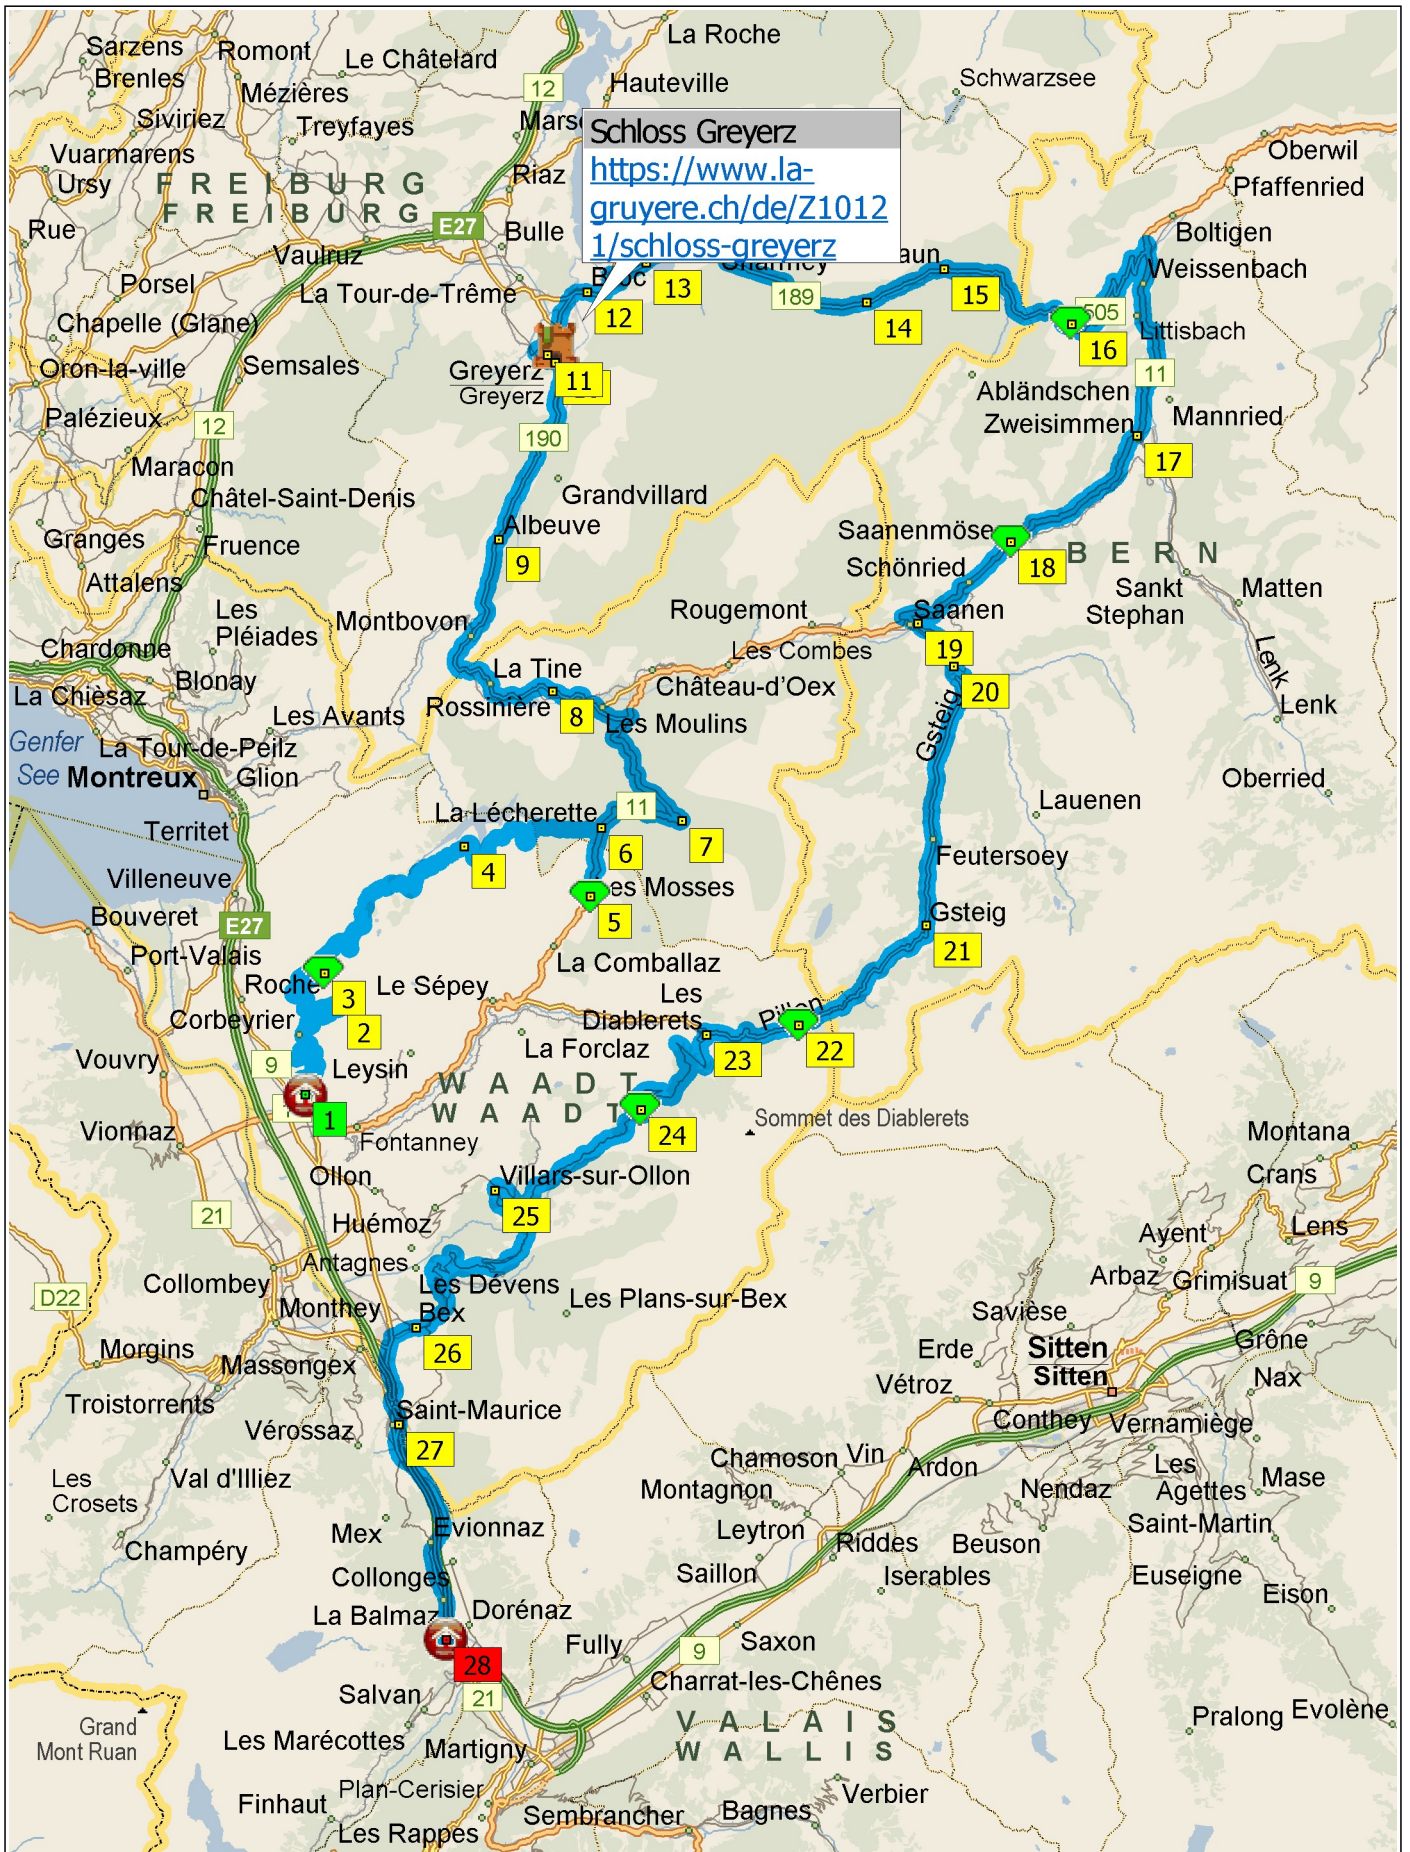 La Roche
Sarzens
Romont
Le Châtelard
Brenles
Mézières
12
Hauteville
Schwarzsee
Siviriez
Treyfayes
Schloss Greyerz
https://www.la-
gruyere.ch/de/Z1012
1/schloss-greyerz
Vuarmarens
Ursy
Riaz
Oberwil
Pfaffenried
FREIBURG
FREIBURG
E27
Rue
Bulle
Boltigen
Vaulruz
Weissenbach
Porsel
La Tour-de-Trême
13
189
15
505
12
14
Chapelle (Glane)
16
Littisbach
Oron-la-ville
Semsales
Greyerz
Greyerz
11
Abländschen
11
Palézieux
12
190
Zweisimmen
Mannried
17
Maracon
Grandvillard
Châtel-Saint-Denis
Granges
Fruence
Albeuve
9
Saanenmöse
BERN
18
Attalens
Schönried
Sankt
Stephan
Matten
Les
Pléiades
Montbovon
Rougemont
Saanen
Chardonne
Les Combes
19
Lenk
Blonay
La Tine
Château-d'Oex
20
La Chièsaz
Rossinière
8
Les Moulins
Lenk
Les Avants
Gsteig
Genfer
See
La Tour-de-Peilz
Montreux
Glion
Oberried
La Lécherette
11
Lauenen
Territet
4
6
7
Feutersoey
Villeneuve
es Mosses
Bouveret
E27
5
Gsteig
21
Port-Valais
La Comballaz
Roche
3
Le Sépey
Les
Diablerets
Corbeyrier
2
23
22
Vouvry
9
Leysin
La Forclaz
WAADT
WAADT
1
24
Sommet des Diablerets
Vionnaz
Fontanney
Montana
Ollon
Villars-sur-Ollon
Crans
21
Huémoz
25
Ayent
Lens
Antagnes
Collombey
Les Dévens
Arbaz
Grimisuat
9
D22
Monthey
Bex
Les Plans-sur-Bex
Savièse
26
Morgins
Massongex
Erde
Sitten
Sitten
Grône
Troistorrents
Vétroz
Nax
Saint-Maurice
Conthey
Vernamiège
Vérossaz
27
Chamoson
Vin
Val d'Illiez
Ardon
Les
Agettes
Mase
Les
Crosets
Montagnon
Nendaz
Mex
Evionnaz
Leytron
Saint-Martin
Champéry
Riddes
Beuson
Collonges
Saillon
Iserables
Euseigne
Eison
La Balmaz
Dorénaz
Fully
Saxon
28
9
Salvan
21
Charrat-les-Chênes
Grand
Mont Ruan
Les Marécottes
Martigny
VALAIS
WALLIS
Pralong
Evolène
Plan-Cerisier
Verbier
Finhaut
Sembrancher
Bagnes
Les Rappes